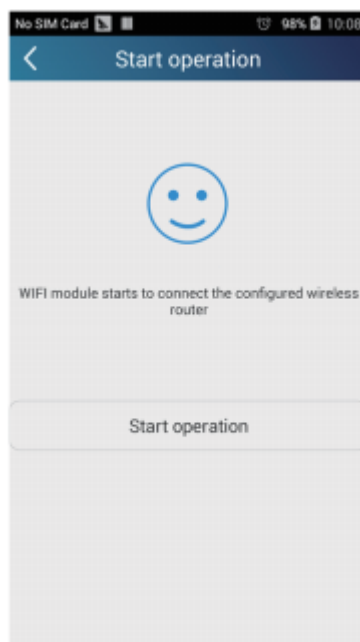 No SIM Card 98% 10:08
Start operation
WIFI module starts to connect the configured wireless
router
Start operation